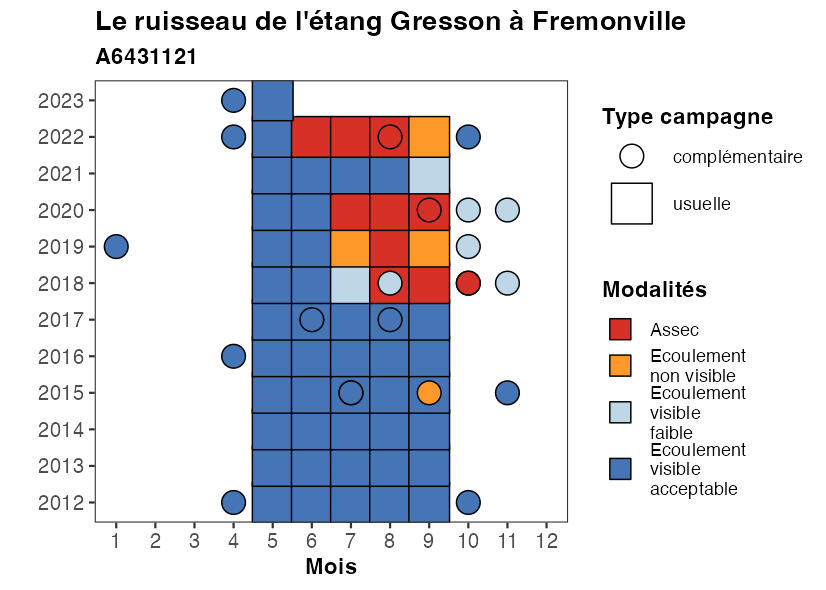 Le ruisseau de l'étang Gresson à Fremonville
A6431121
2023
2022
2021
2020
2019
2018
2017
2016
2015
2014
2013
2012
1 2 3 4 5 6 7 8 9 10 11 12
Mois
Type campagne
complémentaire
usuelle
Modalités
Assec
Ecoulement
non visible
Ecoulement
visible
faible
Ecoulement
visible
acceptable